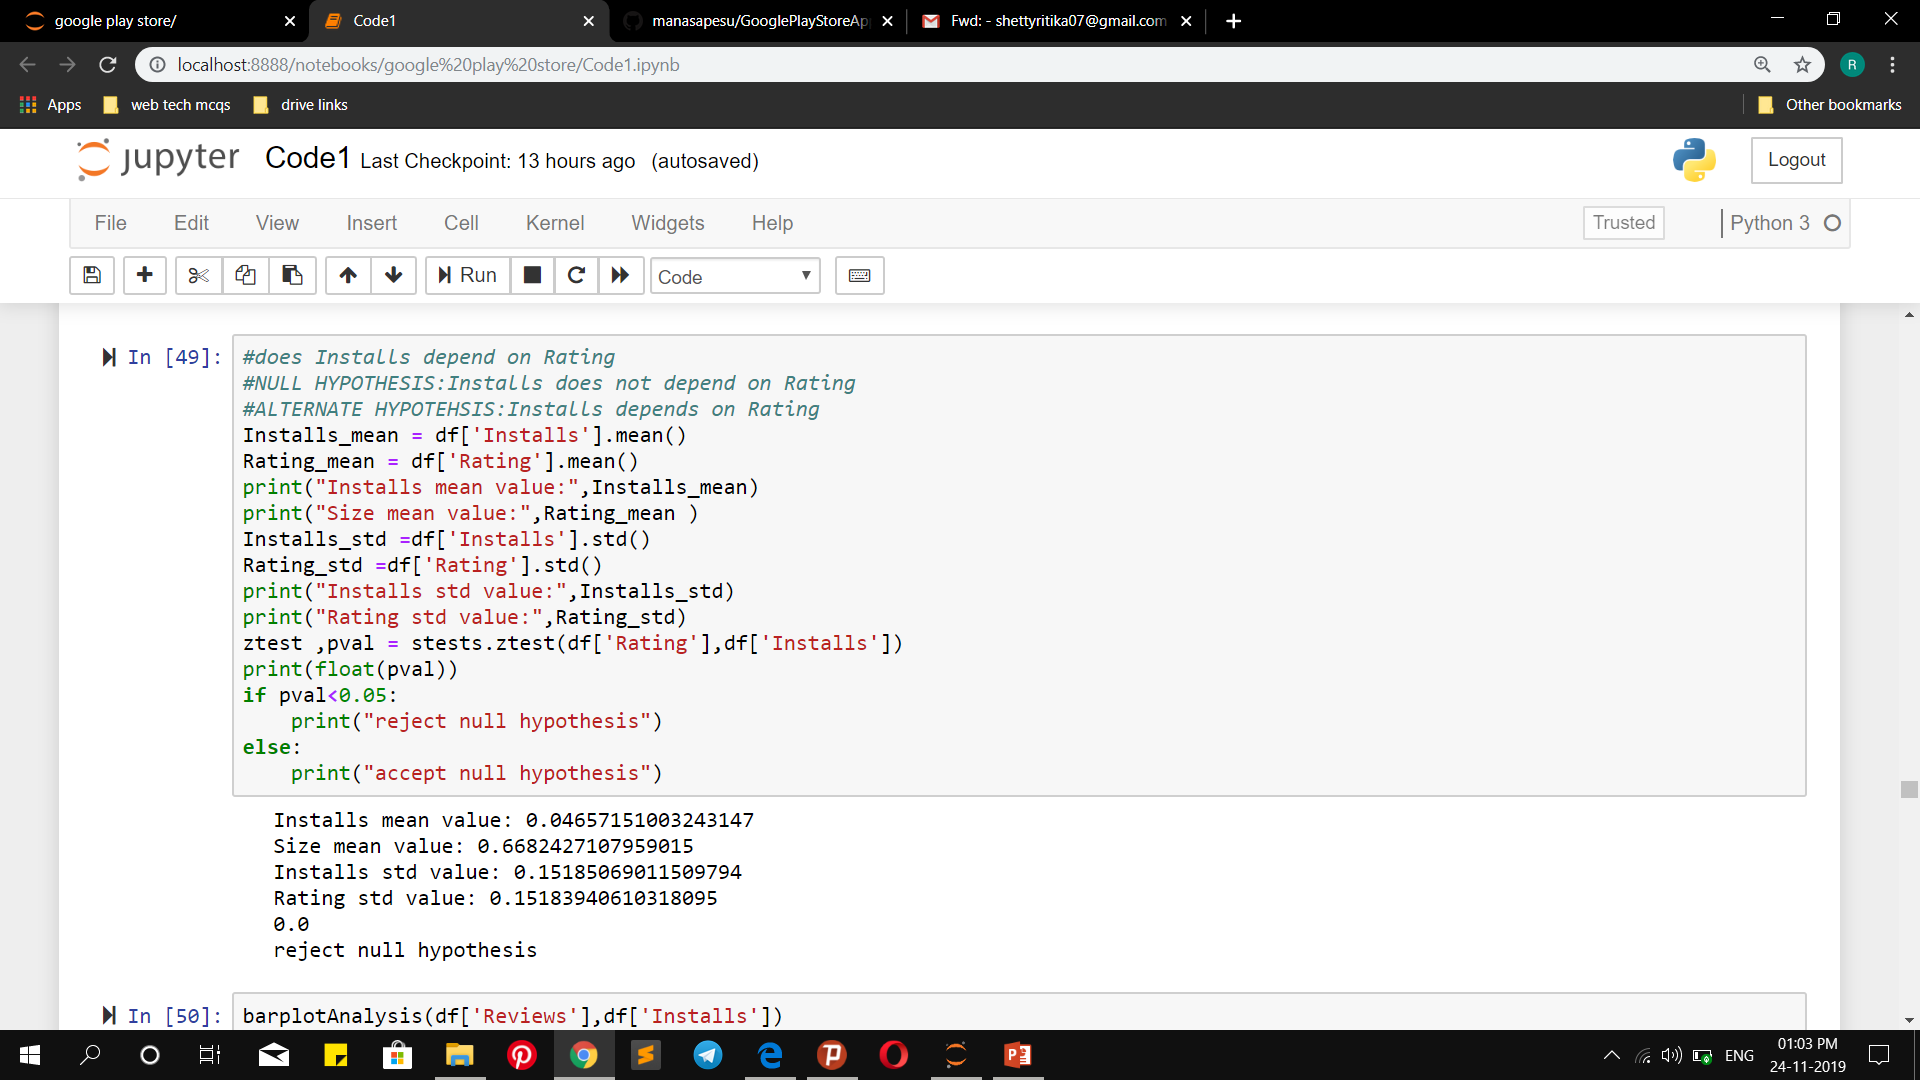 google play store/
Code1
manasapesu/GooglePlayStoreAp
Fwd: - shettyritika07@gmail.com
localhost:8888/notebooks/google%20play%20store/Code1.ipynb
R
Apps
web tech mcqs
drive links
Other bookmarks
jupyter
Code1 Last Checkpoint: 13 hours ago (autosaved)
Logout
File Edit View Insert Cell Kernel Widgets Help
Trusted
Python 3
Run
Code
In [49]:
#does Installs depend on Rating
#NULL HYPOTHESIS:Installs does not depend on Rating
#ALTERNATE HYPOTEHSIS:Installs depends on Rating
Installs_mean = df['Installs'].mean()
Rating_mean = df['Rating'].mean()
print("Installs mean value:",Installs_mean)
print("Size mean value:",Rating_mean )
Installs_std =df['Installs'].std()
Rating_std =df['Rating'].std()
print("Installs std value:",Installs_std)
print("Rating std value:",Rating_std)
ztest ,pval = stests.ztest(df['Rating'],df['Installs'])
print(float(pval))
if pval<0.05:
    print("reject null hypothesis")
else:
    print("accept null hypothesis")
Installs mean value: 0.04657151003243147
Size mean value: 0.6682427107959015
Installs std value: 0.15185069011509794
Rating std value: 0.15183940610318095
0.0
reject null hypothesis
In [50]:
barplotAnalysis(df['Reviews'],df['Installs'])
ENG
01:03 PM
24-11-2019